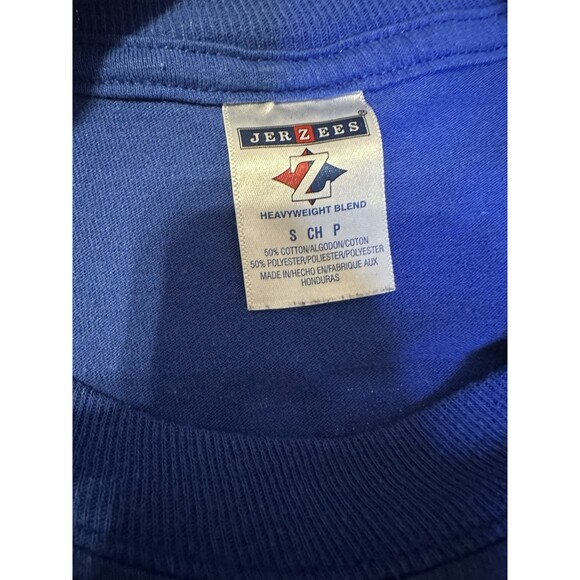 JERZEES
Z
HEAVYWEIGHT BLEND
S CH P
50% COTTON/ALGODON/COTON
50% POLYESTER/POLIESTER/POLYESTER
MADE IN/HECHO EN/FABRIQUE AUX
HONDURAS